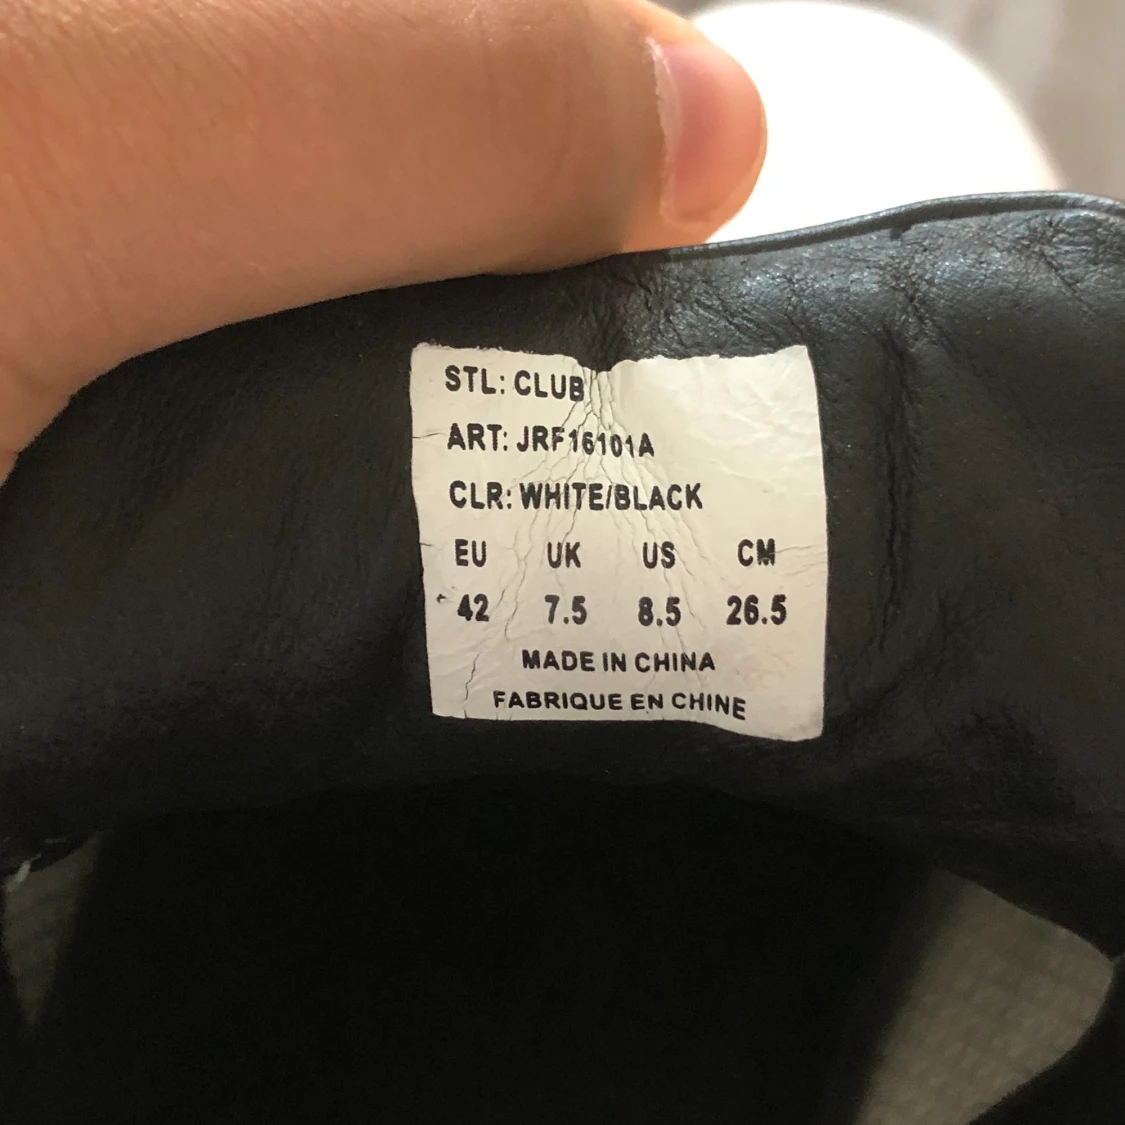 STL: CLUB
ART: JRF16101A
CLR: WHITE/BLACK
EU UK US CM
42 7.5 8.5 26.5
MADE IN CHINA
FABRIQUE EN CHINE